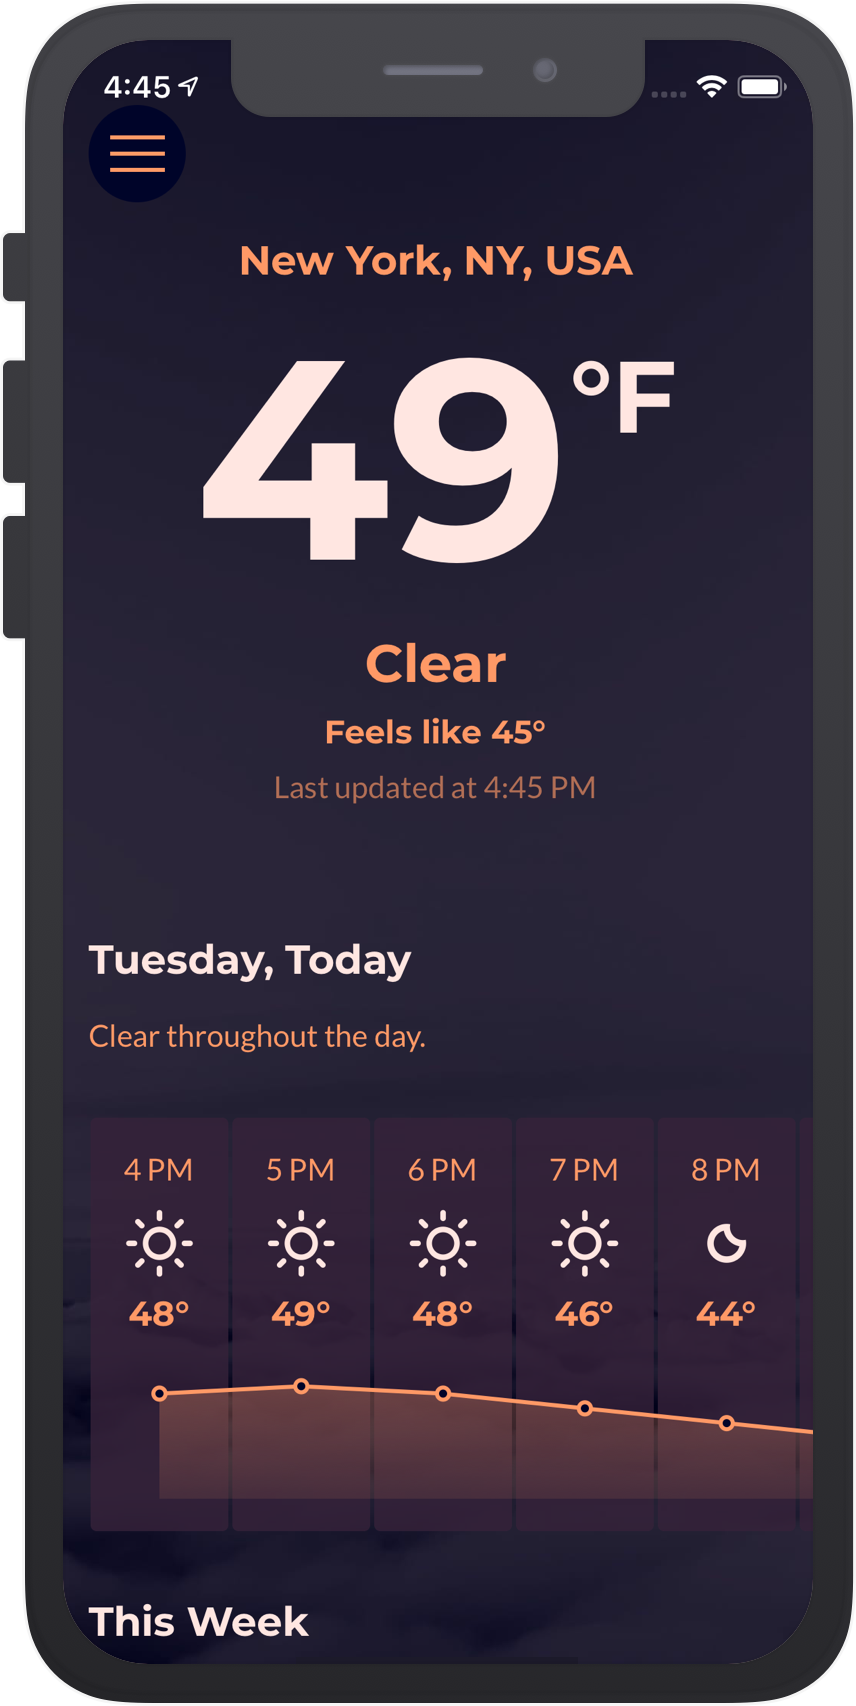 4:45
New York, NY, USA
49°F
Clear
Feels like 45°
Last updated at 4:45 PM
Tuesday, Today
Clear throughout the day.
4 PM 5 PM 6 PM 7 PM 8 PM
48° 49° 48° 46° 44°
This Week